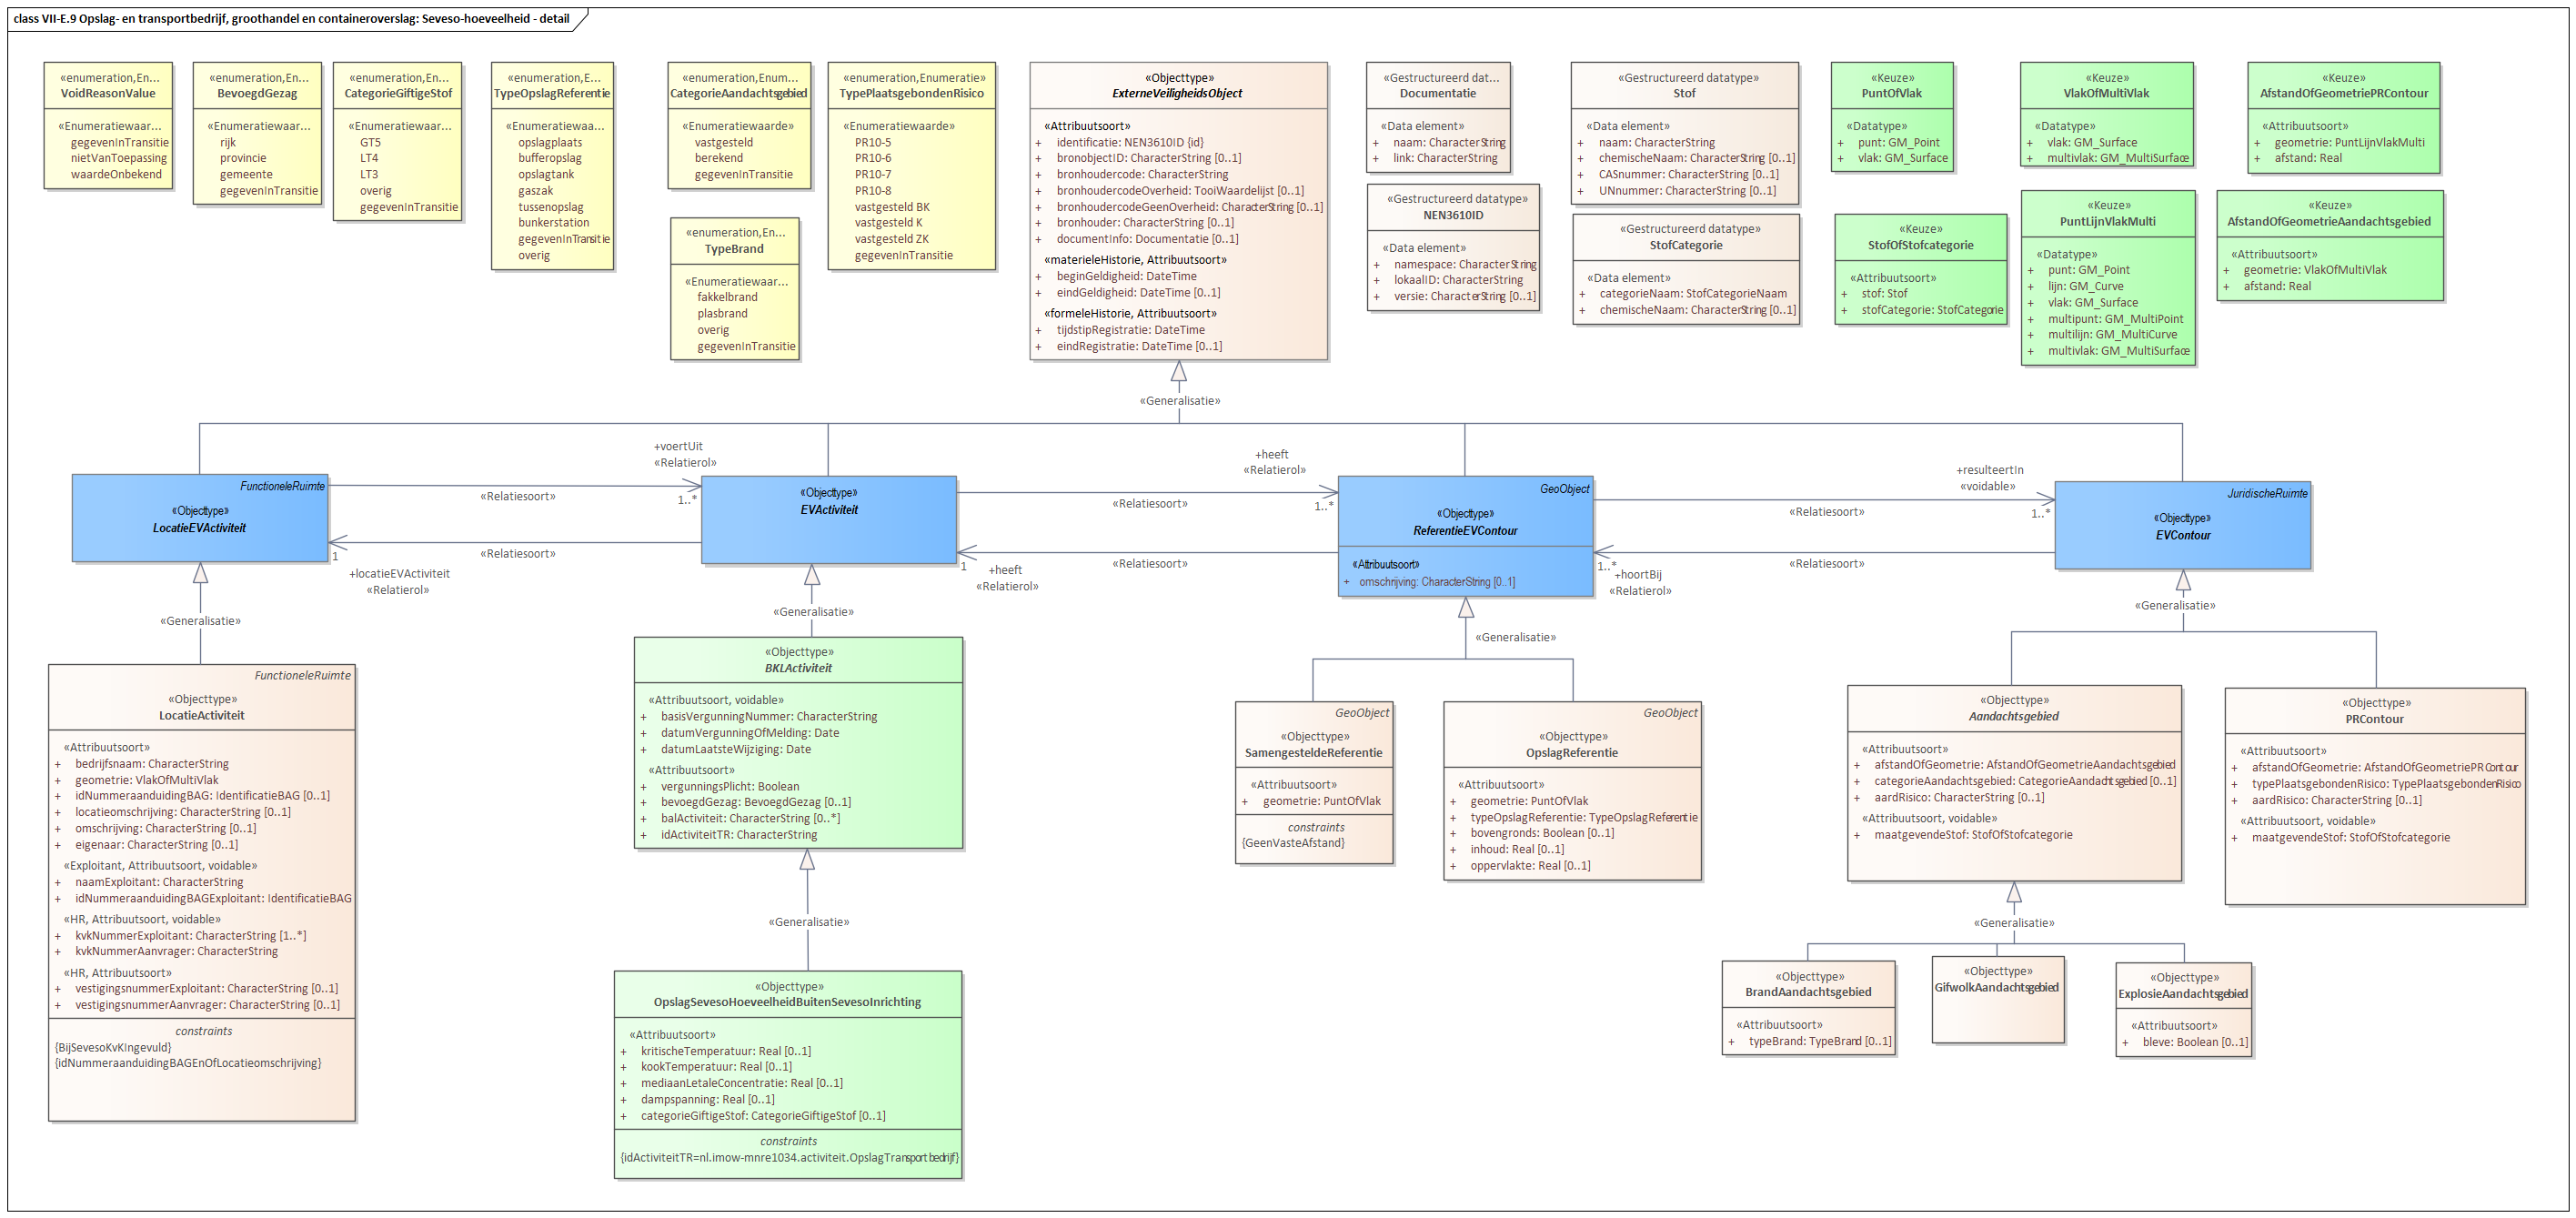 class VII-E.9 Opslag- en transportbedrijf, groothandel en containeroverslag: Seveso-hoeveelheid - detail
«enumeration,En...
VoidReasonValue
«Enumeratiewaar...
gegevenInTransitie
nietVanToepassing
waardeOnbekend
«enumeration,En...
BevoegdGezag
«Enumeratiewaar...
rijk
provincie
gemeente
gegevenInTransitie
«enumeration,En...
CategorieGiftigeStof
«Enumeratiewaar...
GT5
LT4
LT3
overig
gegevenInTransitie
«enumeration,E...
TypeOpslagReferentie
«Enumeratiewaa...
opslagplaats
bufferopslag
opslagtank
gaszak
tussenopslag
bunkerstation
gegevenInTransitie
overig
«enumeration,Enum...
CategorieAandachtsgebied
«Enumeratiewaarde»
vastgesteld
berekend
gegevenInTransitie
«enumeration,En...
TypeBrand
«Enumeratiewaar...
fakkelbrand
plasbrand
overig
gegevenInTransitie
«enumeration,Enumeratie»
TypePlaatsgebondenRisico
«Enumeratiewaarde»
PR10-5
PR10-6
PR10-7
PR10-8
vastgesteld BK
vastgesteld K
vastgesteld ZK
gegevenInTransitie
«Objecttype»
ExterneVeiligheidsObject
«Attribuutsoort»
+ identificatie: NEN3610ID {id}
+ bronobjectID: CharacterString [0..1]
+ bronhoudercode: CharacterString
+ bronhoudercodeOverheid: TooiWaardelijst [0..1]
+ bronhoudercodeGeenOverheid: CharacterString [0..1]
+ bronhouder: CharacterString [0..1]
+ documentInfo: Documentatie [0..1]
«materieleHistorie, Attribuutsoort»
+ beginGeldigheid: DateTime
+ eindGeldigheid: DateTime [0..1]
«formeleHistorie, Attribuutsoort»
+ tijdstipRegistratie: DateTime
+ eindRegistratie: DateTime [0..1]
«Gestructureerd dat...
Documentatie
«Data element»
+ naam: CharacterString
+ link: CharacterString
«Gestructureerd datatype»
NEN3610ID
«Data element»
+ namespace: CharacterString
+ lokaalID: CharacterString
+ versie: CharacterString [0..1]
«Gestructureerd datatype»
Stof
«Data element»
+ naam: CharacterString
+ chemischeNaam: CharacterString [0..1]
+ CASnummer: CharacterString [0..1]
+ UNnummer: CharacterString [0..1]
«Gestructureerd datatype»
StofCategorie
«Data element»
+ categorieNaam: StofCategorieNaam
+ chemischeNaam: CharacterString [0..1]
«Keuze»
PuntOfVlak
«Datatype»
+ punt: GM_Point
+ vlak: GM_Surface
«Keuze»
StofOfStofcategorie
«Attribuutsoort»
+ stof: Stof
+ stofCategorie: StofCategorie
«Keuze»
VlakOfMultiVlak
«Datatype»
+ vlak: GM_Surface
+ multivlak: GM_MultiSurface
«Keuze»
PuntLijnVlakMulti
«Datatype»
+ punt: GM_Point
+ lijn: GM_Curve
+ vlak: GM_Surface
+ multipunt: GM_MultiPoint
+ multilijn: GM_MultiCurve
+ multivlak: GM_MultiSurface
«Keuze»
AfstandOfGeometriePRContour
«Attribuutsoort»
+ geometrie: PuntLijnVlakMulti
+ afstand: Real
«Keuze»
AfstandOfGeometrieAandachtsgebied
«Attribuutsoort»
+ geometrie: VlakOfMultiVlak
+ afstand: Real
«Generalisatie»
FunctioneleRuimte
«Objecttype»
LocatieEVActiviteit
+voertUit
«Relatierol»
1..*
«Relatiesoort»
«Relatiesoort»
1
+locatieEVActiviteit
«Relatierol»
«Objecttype»
EVActiviteit
+heeft
«Relatierol»
1..*
«Relatiesoort»
«Relatiesoort»
1
+heeft
«Relatierol»
GeoObject
«Objecttype»
ReferentieEVContour
«Attribuutsoort»
+ omschrijving: CharacterString [0..1]
+resulteertIn
«voidable»
1..*
«Relatiesoort»
«Relatiesoort»
1..*
+hoortBij
«Relatierol»
JuridischeRuimte
«Objecttype»
EVContour
«Generalisatie»
«Generalisatie»
«Generalisatie»
«Generalisatie»
FunctioneleRuimte
«Objecttype»
LocatieActiviteit
«Attribuutsoort»
+ bedrijfsnaam: CharacterString
+ geometrie: VlakOfMultiVlak
+ idNummeraanduidingBAG: IdentificatieBAG [0..1]
+ locatieomschrijving: CharacterString [0..1]
+ omschrijving: CharacterString [0..1]
+ eigenaar: CharacterString [0..1]
«Exploitant, Attribuutsoort, voidable»
+ naamExploitant: CharacterString
+ idNummeraanduidingBAGExploitant: IdentificatieBAG
«HR, Attribuutsoort, voidable»
+ kvkNummerExploitant: CharacterString [1..*]
+ kvkNummerAanvrager: CharacterString
«HR, Attribuutsoort»
+ vestigingsnummerExploitant: CharacterString [0..1]
+ vestigingsnummerAanvrager: CharacterString [0..1]
constraints
{BijSevesoKvKIngevuld}
{idNummeraanduidingBAGEnOfLocatieomschrijving}
«Objecttype»
BKLActiviteit
«Attribuutsoort, voidable»
+ basisVergunningNummer: CharacterString
+ datumVergunningOfMelding: Date
+ datumLaatsteWijziging: Date
«Attribuutsoort»
+ vergunningsPlicht: Boolean
+ bevoegdGezag: BevoegdGezag [0..1]
+ balActiviteit: CharacterString [0..*]
+ idActiviteitTR: CharacterString
«Generalisatie»
«Objecttype»
OpslagSevesoHoeveelheidBuitenSevesoInrichting
«Attribuutsoort»
+ kritischeTemperatuur: Real [0..1]
+ kookTemperatuur: Real [0..1]
+ mediaanLetaleConcentratie: Real [0..1]
+ dampspanning: Real [0..1]
+ categorieGiftigeStof: CategorieGiftigeStof [0..1]
constraints
{idActiviteitTR=nl.imow-mnre1034.activiteit.OpslagTransportbedrijf}
GeoObject
«Objecttype»
SamengesteldeReferentie
«Attribuutsoort»
+ geometrie: PuntOfVlak
constraints
{GeenVasteAfstand}
GeoObject
«Objecttype»
OpslagReferentie
«Attribuutsoort»
+ geometrie: PuntOfVlak
+ typeOpslagReferentie: TypeOpslagReferentie
+ bovengronds: Boolean [0..1]
+ inhoud: Real [0..1]
+ oppervlakte: Real [0..1]
«Objecttype»
Aandachtsgebied
«Attribuutsoort»
+ afstandOfGeometrie: AfstandOfGeometrieAandachtsgebied
+ categorieAandachtsgebied: CategorieAandachtsgebied [0..1]
+ aardRisico: CharacterString [0..1]
«Attribuutsoort, voidable»
+ maatgevendeStof: StofOfStofcategorie
«Objecttype»
PRContour
«Attribuutsoort»
+ afstandOfGeometrie: AfstandOfGeometriePRContour
+ typePlaatsgebondenRisico: TypePlaatsgebondenRisico
+ aardRisico: CharacterString [0..1]
«Attribuutsoort, voidable»
+ maatgevendeStof: StofOfStofcategorie
«Generalisatie»
«Objecttype»
BrandAandachtsgebied
«Attribuutsoort»
+ typeBrand: TypeBrand [0..1]
«Objecttype»
GifwolkAandachtsgebied
«Objecttype»
ExplosieAandachtsgebied
«Attribuutsoort»
+ bleve: Boolean [0..1]